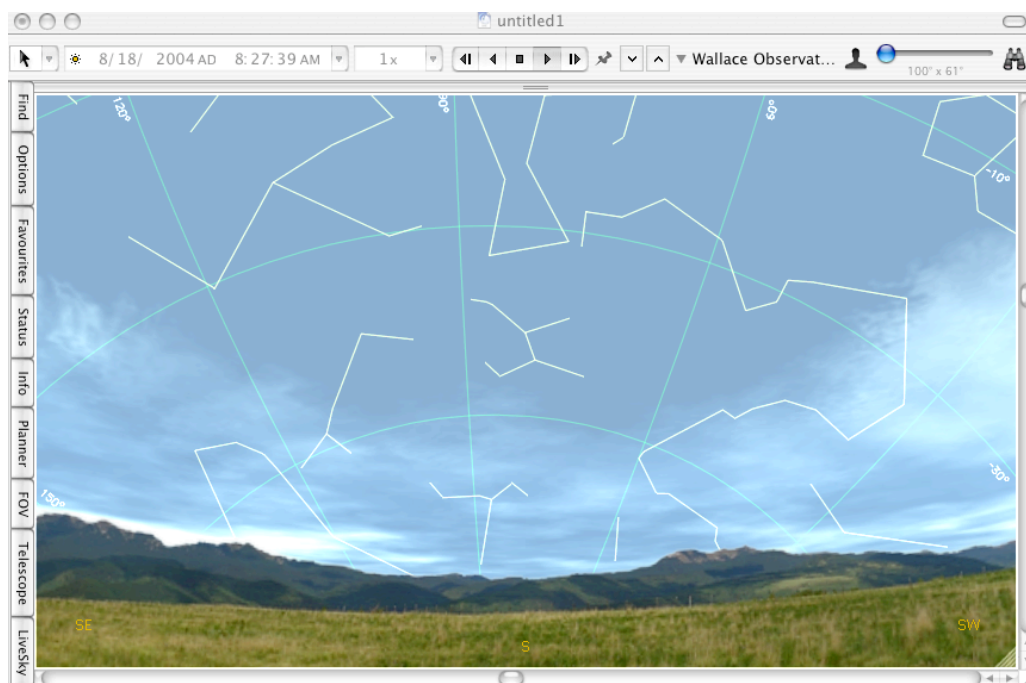 untitled1
8/18/ 2004 AD 8:27:39 AM 1x Wallace Observat... 100° x 61°
Find
Options
Favourites
Status
Info
Planner
FOV
Telescope
LiveSky
120°
90°
60°
-10°
150°
-30°
SE
S
SW